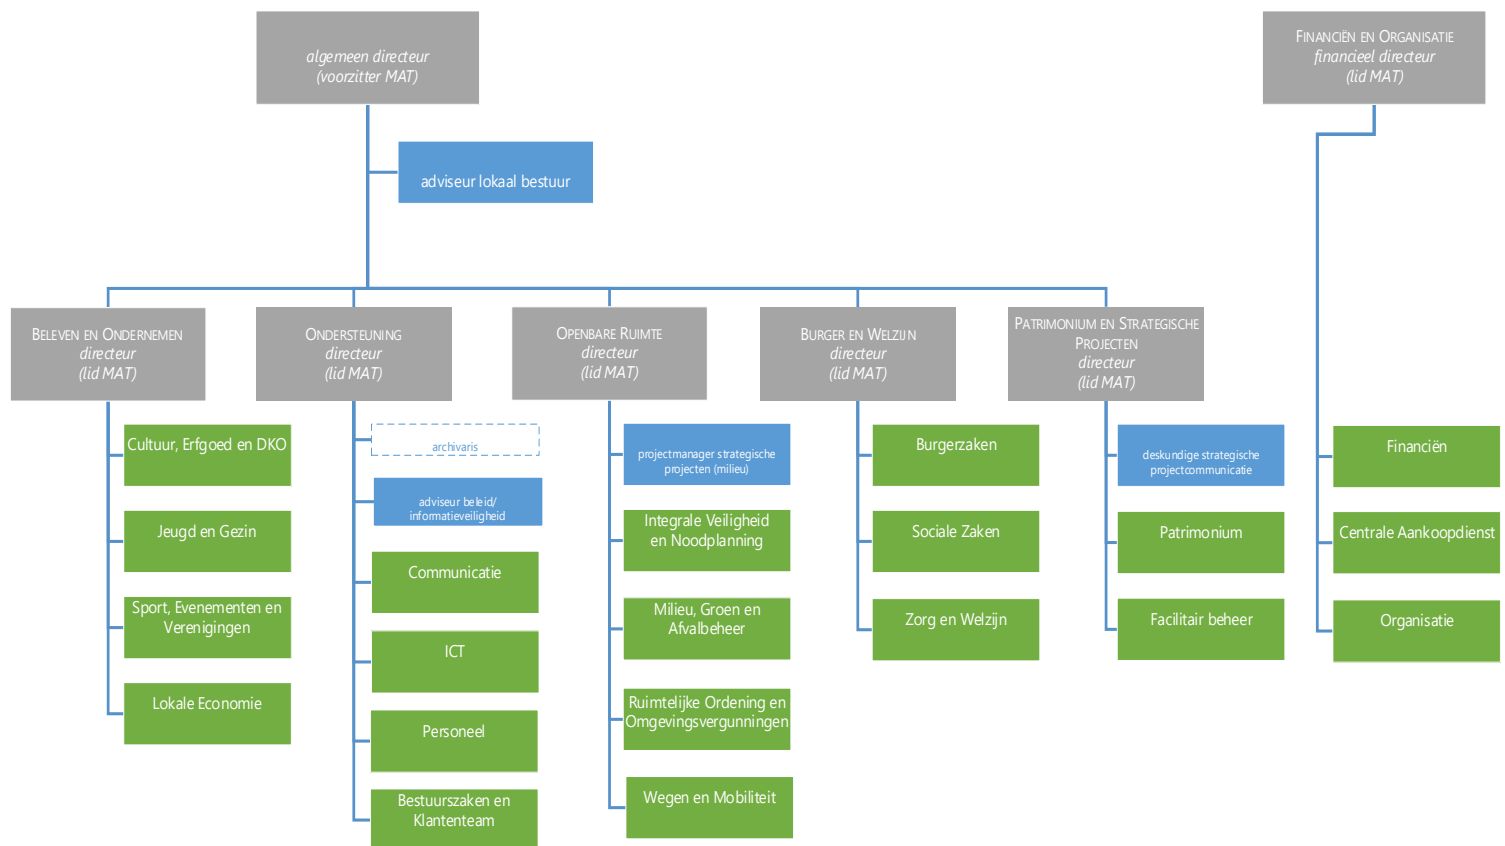 algemeen directeur
(voorzitter MAT)
FINANCIËN EN ORGANISATIE
financieel directeur
(lid MAT)
adviseur lokaal bestuur
BELEVEN EN ONDERNEMEN
directeur
(lid MAT)
ONDERSTEUNING
directeur
(lid MAT)
OPENBARE RUIMTE
directeur
(lid MAT)
BURGER EN WELZIJN
directeur
(lid MAT)
PATRIMONIUM EN STRATEGISCHE
PROJECTEN
directeur
(lid MAT)
Cultuur, Erfgoed en DKO
Jeugd en Gezin
Sport, Evenementen en
Verenigingen
Lokale Economie
archivaris
adviseur beleid/
informatieveiligheid
Communicatie
ICT
Personeel
Bestuurszaken en
Klantenteam
projectmanager strategische
projecten (milieu)
Integrale Veiligheid
en Noodplanning
Milieu, Groen en
Afvalbeheer
Ruimtelijke Ordening en
Omgevingsvergunningen
Wegen en Mobiliteit
Burgerzaken
Sociale Zaken
Zorg en Welzijn
deskundige strategische
projectcommunicatie
Patrimonium
Facilitair beheer
Financiën
Centrale Aankoopdienst
Organisatie